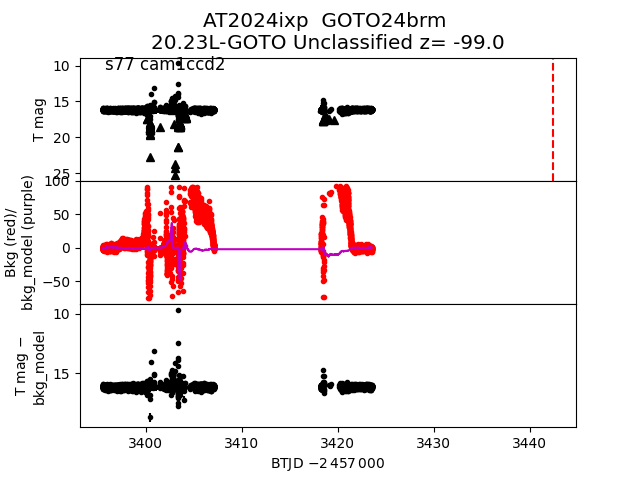 AT2024ixp  GOTO24brm
20.23L-GOTO Unclassified z= -99.0
s77 cam1ccd2
T mag
10
15
20
25
Bkg (red)/
bkg_model (purple)
100
50
0
−50
T mag −
bkg_model
10
15
3400
3410
3420
3430
3440
BTJD −2 457 000